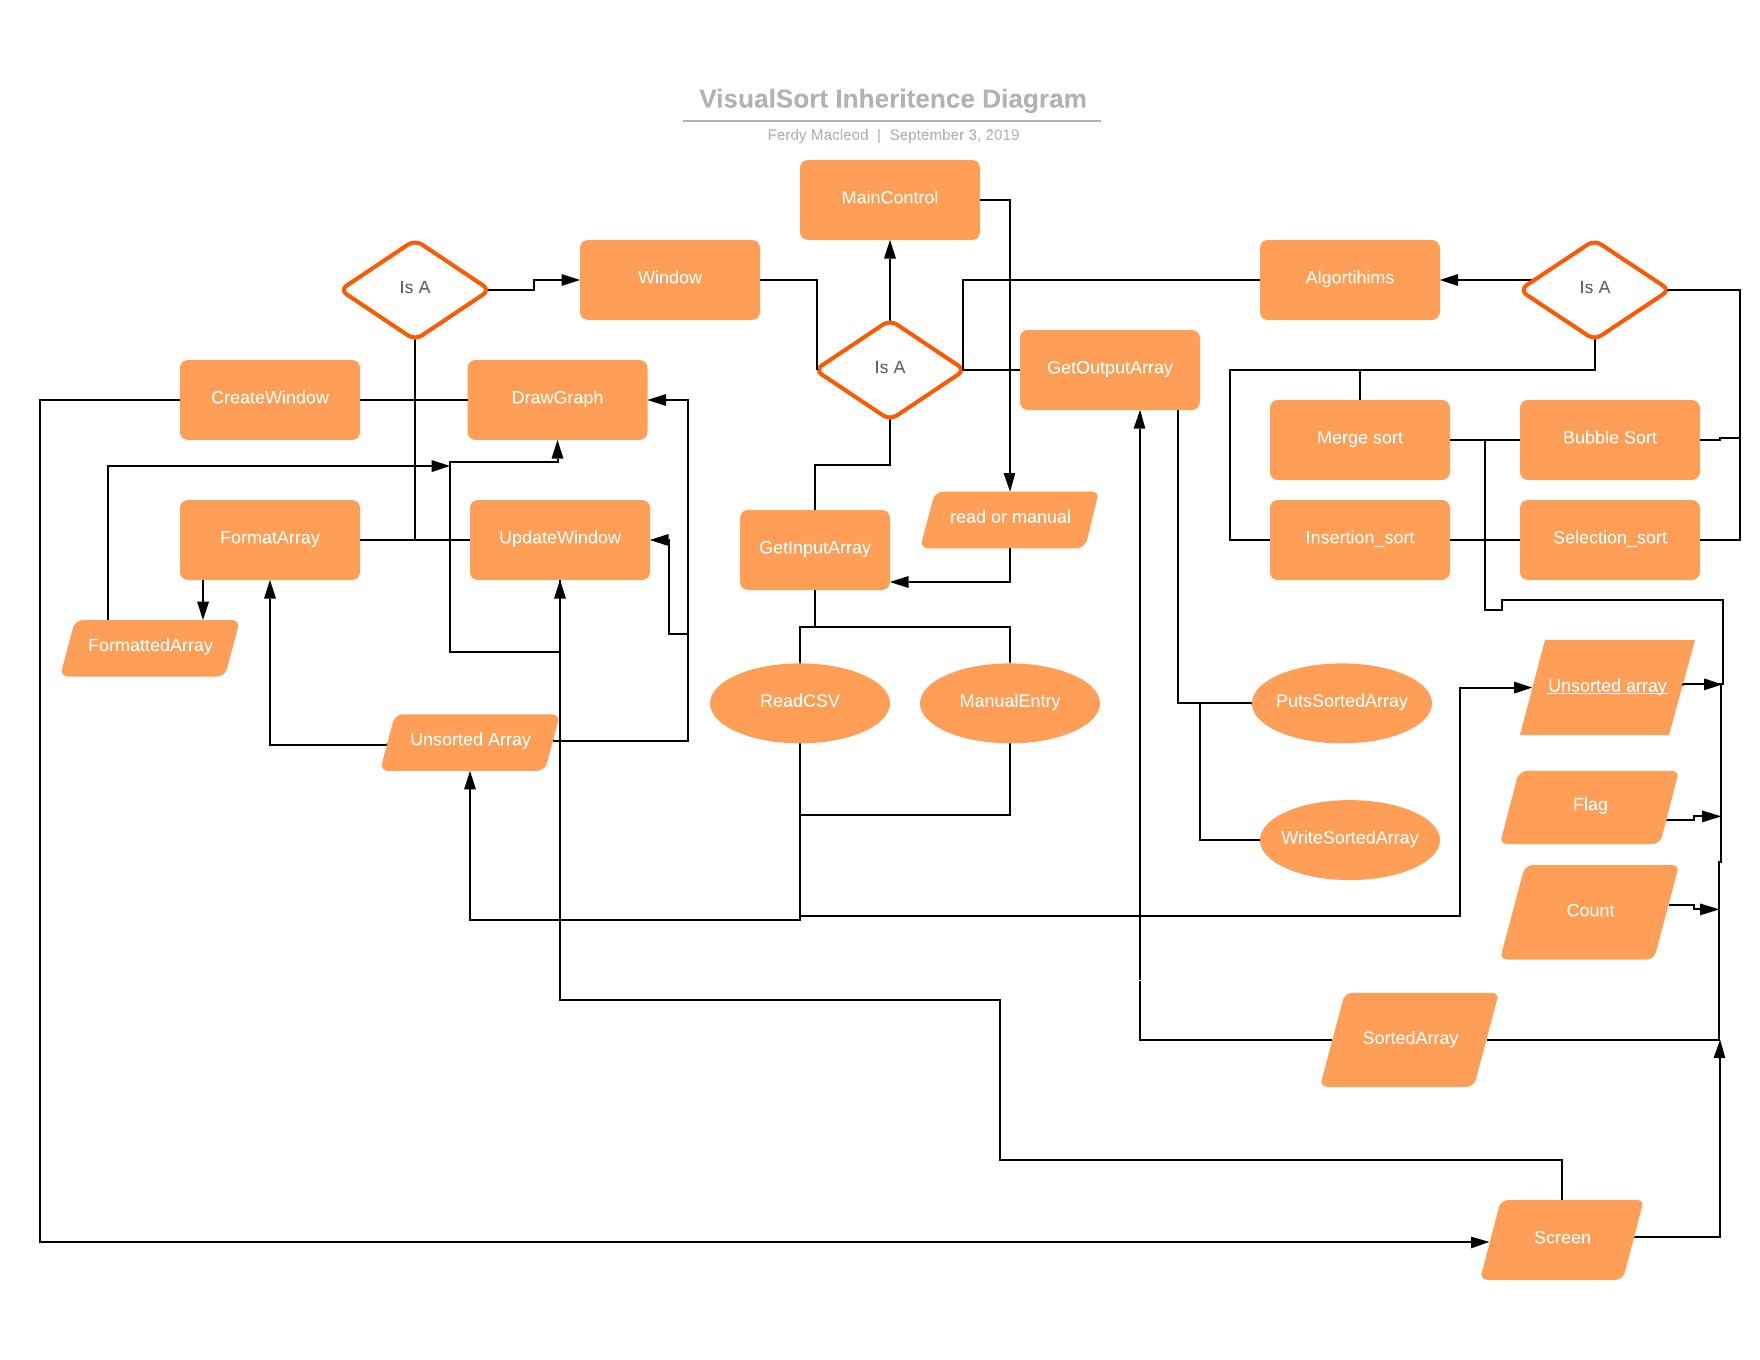 VisualSort Inheritence Diagram
Ferdy Macleod | September 3, 2019
MainControl
Is A
Window
Algortihims
Is A
Is A
GetOutputArray
CreateWindow
DrawGraph
Merge sort
Bubble Sort
read or manual
FormatArray
UpdateWindow
GetInputArray
Insertion_sort
Selection_sort
FormattedArray
Unsorted array
ReadCSV
ManualEntry
PutsSortedArray
Unsorted Array
Flag
WriteSortedArray
Count
SortedArray
Screen